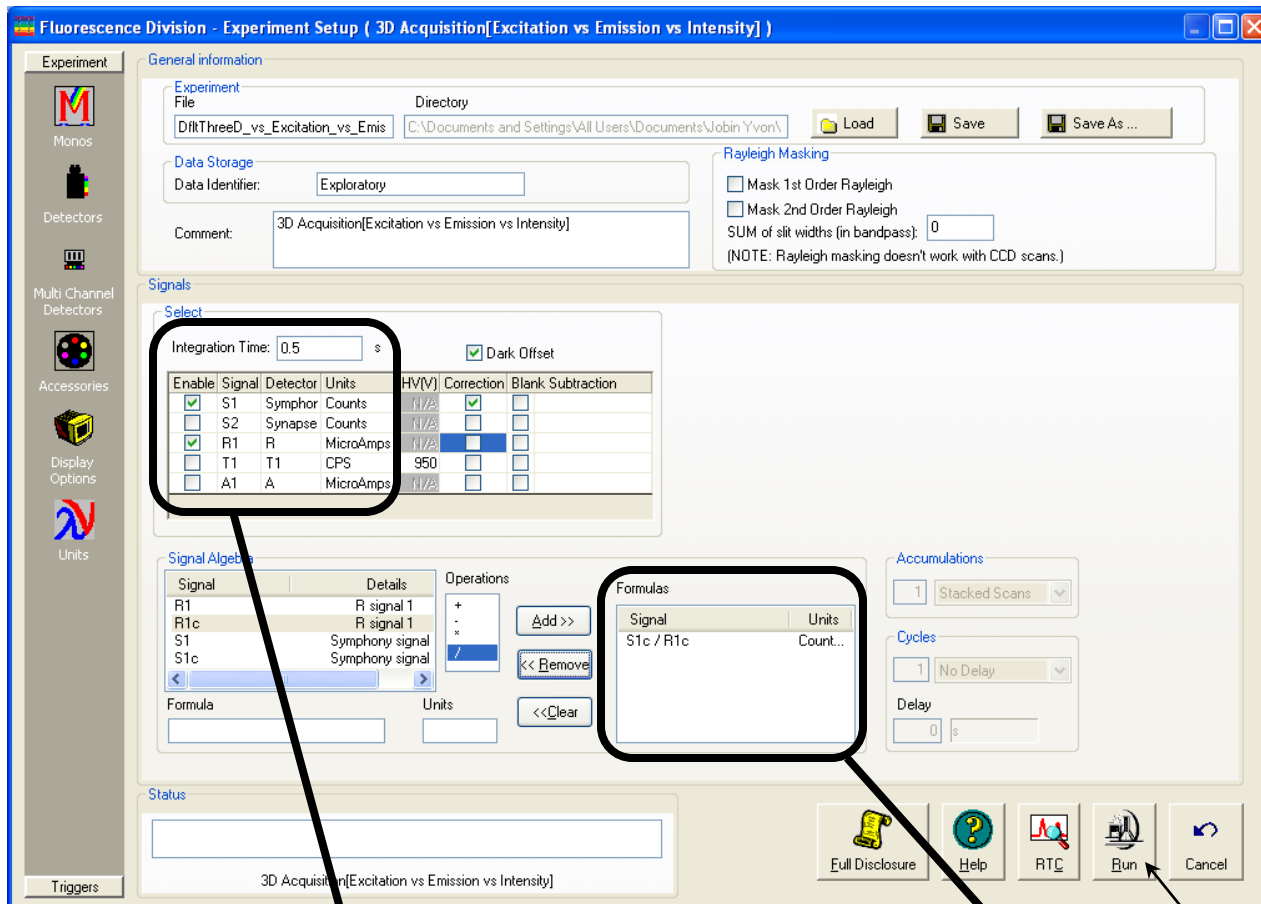 Fluorescence Division - Experiment Setup ( 3D Acquisition[Excitation vs Emission vs Intensity] )
Experiment
Monos
Detectors
Multi Channel
Detectors
Accessories
Display
Options
Units
Triggers
General information
Experiment
File
Directory
DfltThreeD_vs_Excitation_vs_Emis
C:\Documents and Settings\All Users\Documents\Jobin Yvon\
Load
Save
Save As ...
Data Storage
Data Identifier:
Exploratory
Comment:
3D Acquisition[Excitation vs Emission vs Intensity]
Rayleigh Masking
Mask 1st Order Rayleigh
Mask 2nd Order Rayleigh
SUM of slit widths (in bandpass): 0
(NOTE: Rayleigh masking doesn't work with CCD scans.)
Signals
Select
Integration Time: 0.5 s
Dark Offset
Enable Signal Detector Units HV(V) Correction Blank Subtraction
S1 Symphor Counts N/A
S2 Synapse Counts N/A
R1 R MicroAmps N/A
T1 T1 CPS 950
A1 A MicroAmps N/A
Signal Algebra
Signal Details
R1 R signal 1
R1c R signal 1
S1 Symphony signal
S1c Symphony signal
Operations
+
-
*
/
Add >>
<< Remove
<<Clear
Formula
Units
Formulas
Signal Units
S1c / R1c Count...
Accumulations
1 Stacked Scans
Cycles
1 No Delay
Delay
0 s
Status
3D Acquisition[Excitation vs Emission vs Intensity]
Full Disclosure
Help
RTC
Run
Cancel